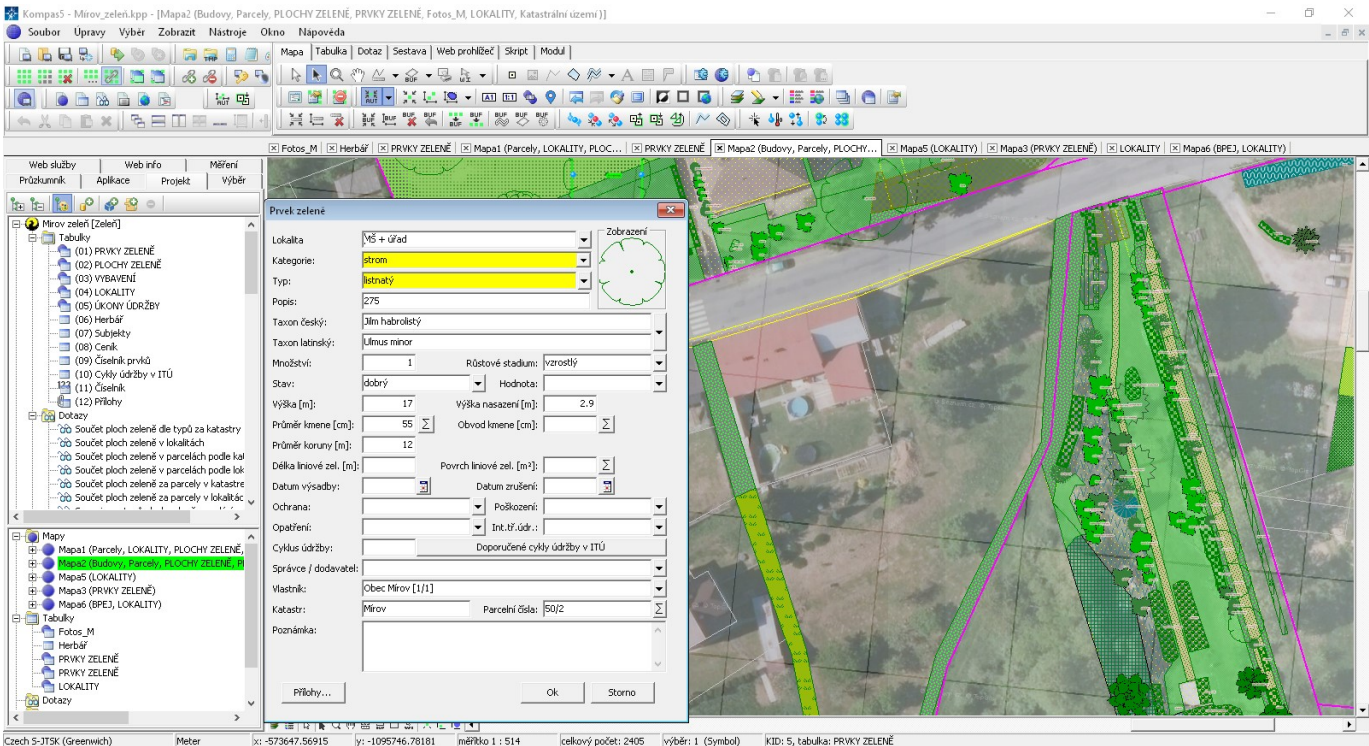 Kompas5 - Mírov_zeleň.kpp - [Mapa2 (Budovy, Parcely, PLOCHY ZELENĚ, PRVKY ZELENĚ, Fotos_M, LOKALITY, Katastrální území )]
Soubor Úpravy Výběr Zobrazit Nástroje Okno Nápověda
Mapa Tabulka Dotaz Sestava Web prohlížeč Skript Modul
Fotos_M Herbář PRVKY ZELENĚ Mapa1 (Parcely, LOKALITY, PLOC... PRVKY ZELENĚ Mapa2 (Budovy, Parcely, PLOCHY... Mapa5 (LOKALITY) Mapa3 (PRVKY ZELENĚ) LOKALITY Mapa6 (BPEJ, LOKALITY)
Web služby Web info Měření
Průzkumník Aplikace Projekt Výběr
Mírov zeleň [Zeleň]
Tabulky
(01) PRVKY ZELENĚ
(02) PLOCHY ZELENĚ
(03) VYBAVENÍ
(04) LOKALITY
(05) ÚKONY ÚDRŽBY
(06) Herbář
(07) Subjekty
(08) Ceník
(09) Číselník prvků
(10) Cykly údržby v ITÚ
(11) Číselník
(12) Přílohy
Dotazy
Součet ploch zeleně dle typů za katastry
Součet ploch zeleně v lokalitách
Součet ploch zeleně v parcelách podle kat
Součet ploch zeleně v parcelách podle lok
Součet ploch zeleně za parcely v katastre
Součet ploch zeleně za parcely v lokalitác
Mapy
Mapa1 (Parcely, LOKALITY, PLOCHY ZELENĚ,
Mapa2 (Budovy, Parcely, PLOCHY ZELENĚ, P
Mapa5 (LOKALITY)
Mapa3 (PRVKY ZELENĚ)
Mapa6 (BPEJ, LOKALITY)
Tabulky
Fotos_M
Herbář
PRVKY ZELENĚ
PRVKY ZELENĚ
LOKALITY
Dotazy
Prvek zeleně
Lokalita MŠ + úřad Zobrazení
Kategorie: strom
Typ: listnatý
Popis: 275
Taxon český: Jilm habrolistý
Taxon latinský: Ulmus minor
Množství: 1 Růstové stadium: vzrostlý
Stav: dobrý Hodnota:
Výška [m]: 17 Výška nasazení [m]: 2.9
Průměr kmene [cm]: 55 Σ Obvod kmene [cm]: Σ
Průměr koruny [m]: 12
Délka liniové zel. [m]: Povrch liniové zel. [m²]: Σ
Datum výsadby: Datum zrušení:
Ochrana: Poškození:
Opatření: Int.tř.údr.:
Cyklus údržby: Doporučené cykly údržby v ITÚ
Správce / dodavatel:
Vlastník: Obec Mírov [1/1]
Katastr: Mírov Parcelní čísla: 50/2 Σ
Poznámka:
Přílohy... Ok Storno
Czech S-JTSK (Greenwich) Meter x: -573647.56915 y: -1095746.78181 měřítko 1 : 514 celkový počet: 2405 výběr: 1 (Symbol) KID: 5, tabulka: PRVKY ZELENĚ